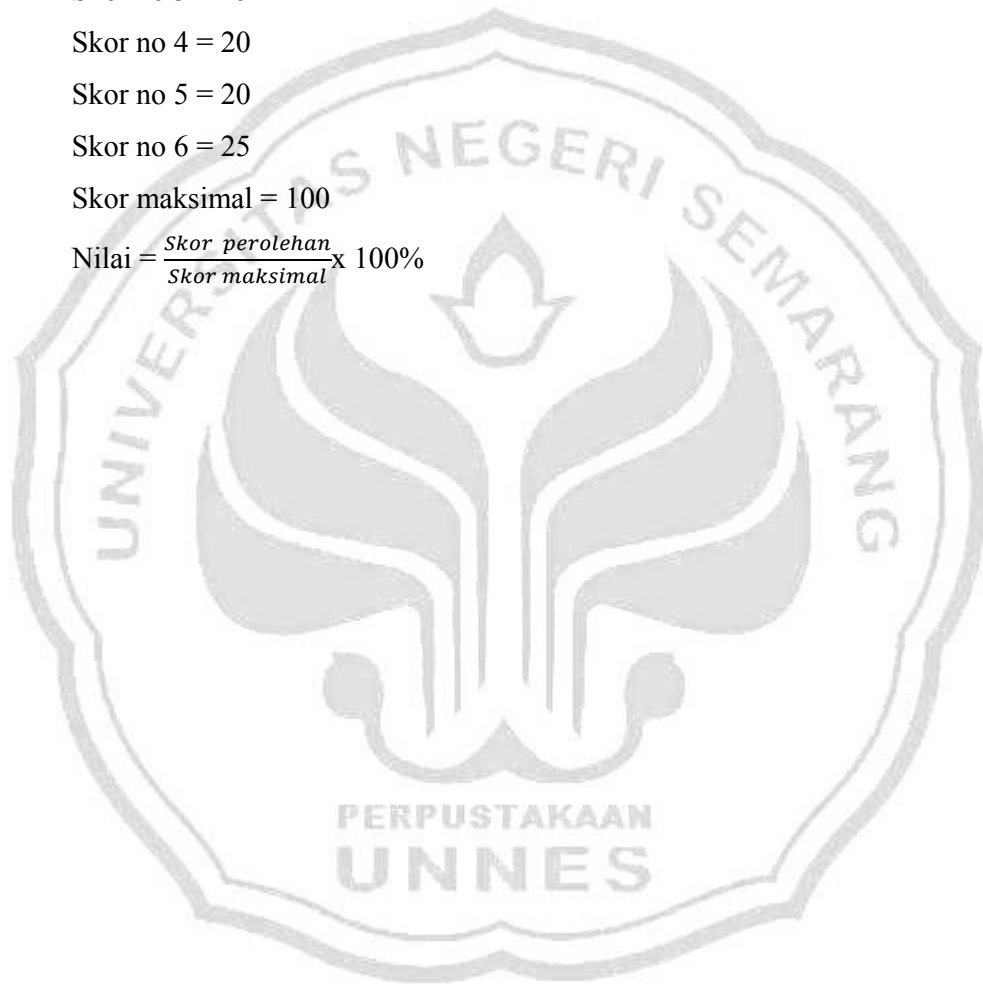 Skor no 4 = 20
Skor no 5 = 20
Skor no 6 = 25
Skor maksimal = 100
Nilai = Skor perolehan / Skor maksimal x 100%
UNIVERSITAS NEGERI SEMARANG
PERPUSTAKAAN
UNNES